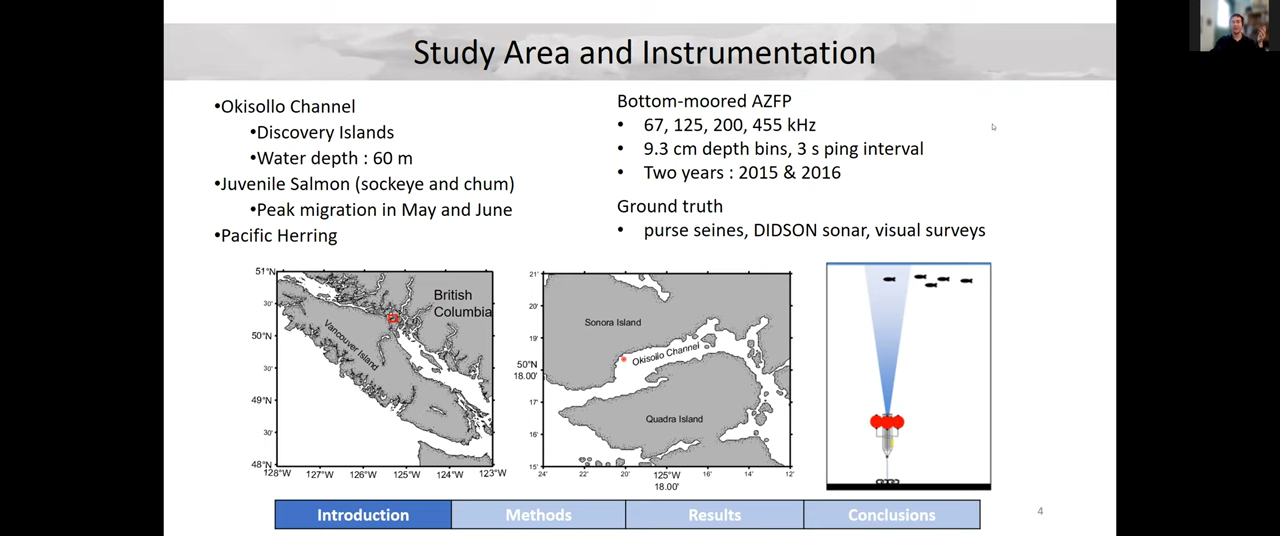 Study Area and Instrumentation
•Okisollo Channel
•Discovery Islands
•Water depth : 60 m
•Juvenile Salmon (sockeye and chum)
•Peak migration in May and June
•Pacific Herring
Bottom-moored AZFP
• 67, 125, 200, 455 kHz
• 9.3 cm depth bins, 3 s ping interval
• Two years : 2015 & 2016
Ground truth
• purse seines, DIDSON sonar, visual surveys
51°N
30'
50°N
30'
49°N
30'
48°N
128°W
127°W
126°W
125°W
124°W
123°W
British
Columbia
Vancouver Island
21'
20'
19'
50°N
18.00'
17'
16'
15'
24'
22'
20'
125°W
18.00'
16'
14'
12'
Sonora Island
Okisollo Channel
Quadra Island
Introduction
Methods
Results
Conclusions
4